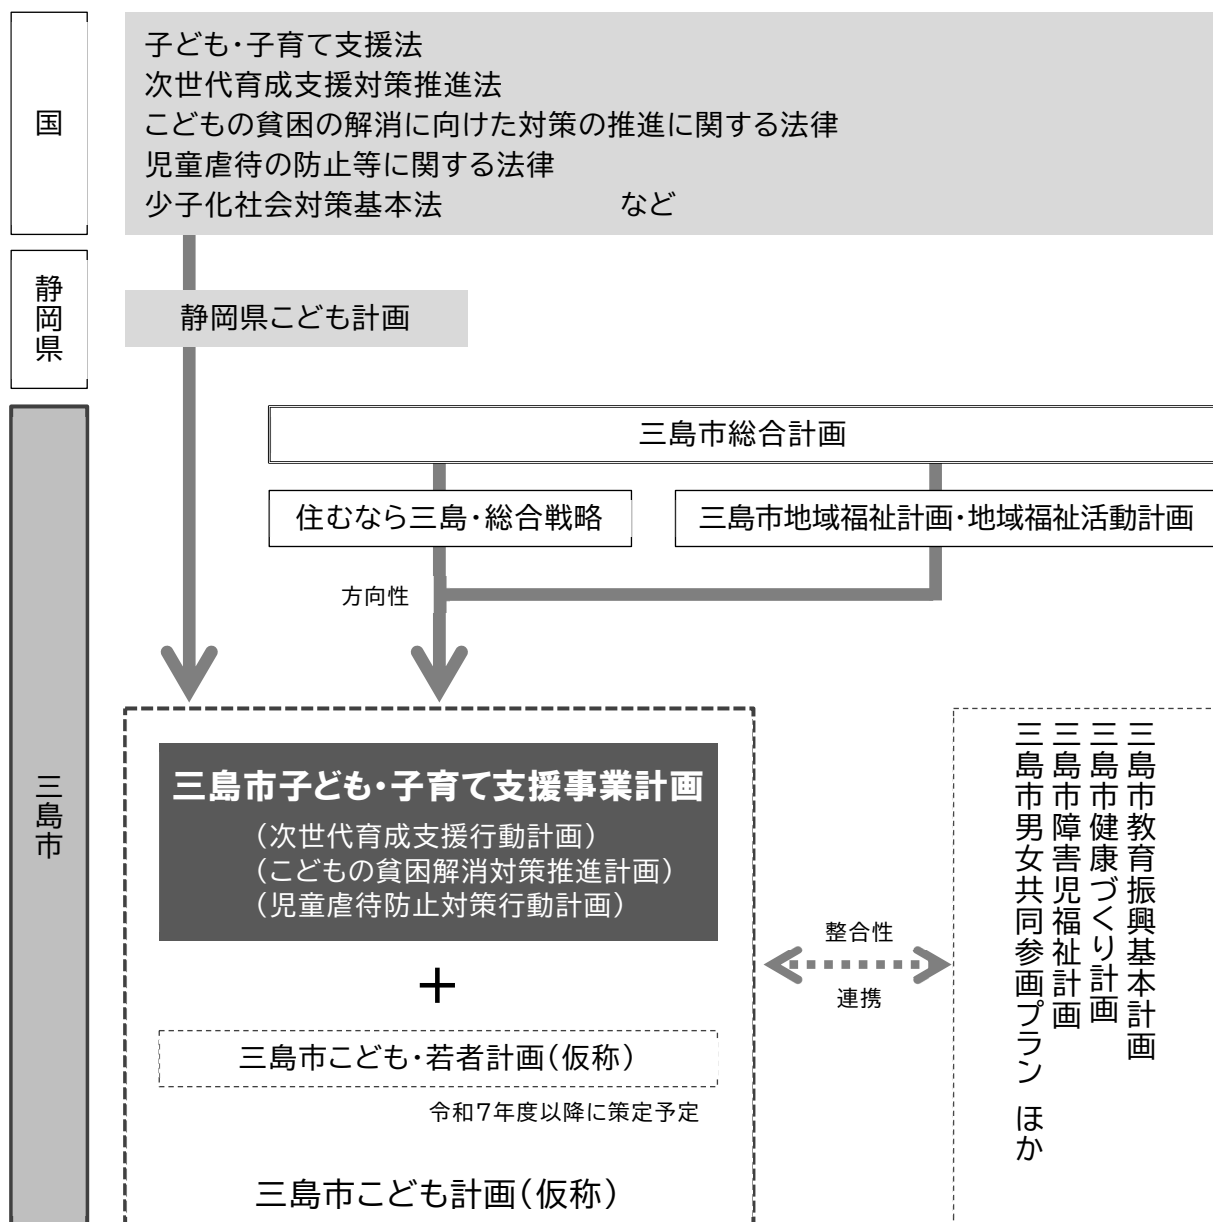 国
子ども・子育て支援法
次世代育成支援対策推進法
こどもの貧困の解消に向けた対策の推進に関する法律
児童虐待の防止等に関する法律
少子化社会対策基本法 など
静岡県
静岡県こども計画
三島市
三島市総合計画
住むなら三島・総合戦略
三島市地域福祉計画・地域福祉活動計画
方向性
三島市子ども・子育て支援事業計画
(次世代育成支援行動計画)
(こどもの貧困解消対策推進計画)
(児童虐待防止対策行動計画)
+
三島市こども・若者計画(仮称)
令和7年度以降に策定予定
三島市こども計画(仮称)
整合性
連携
三島市教育振興基本計画
三島市健康づくり計画
三島市障害児福祉計画
三島市男女共同参画プラン ほか